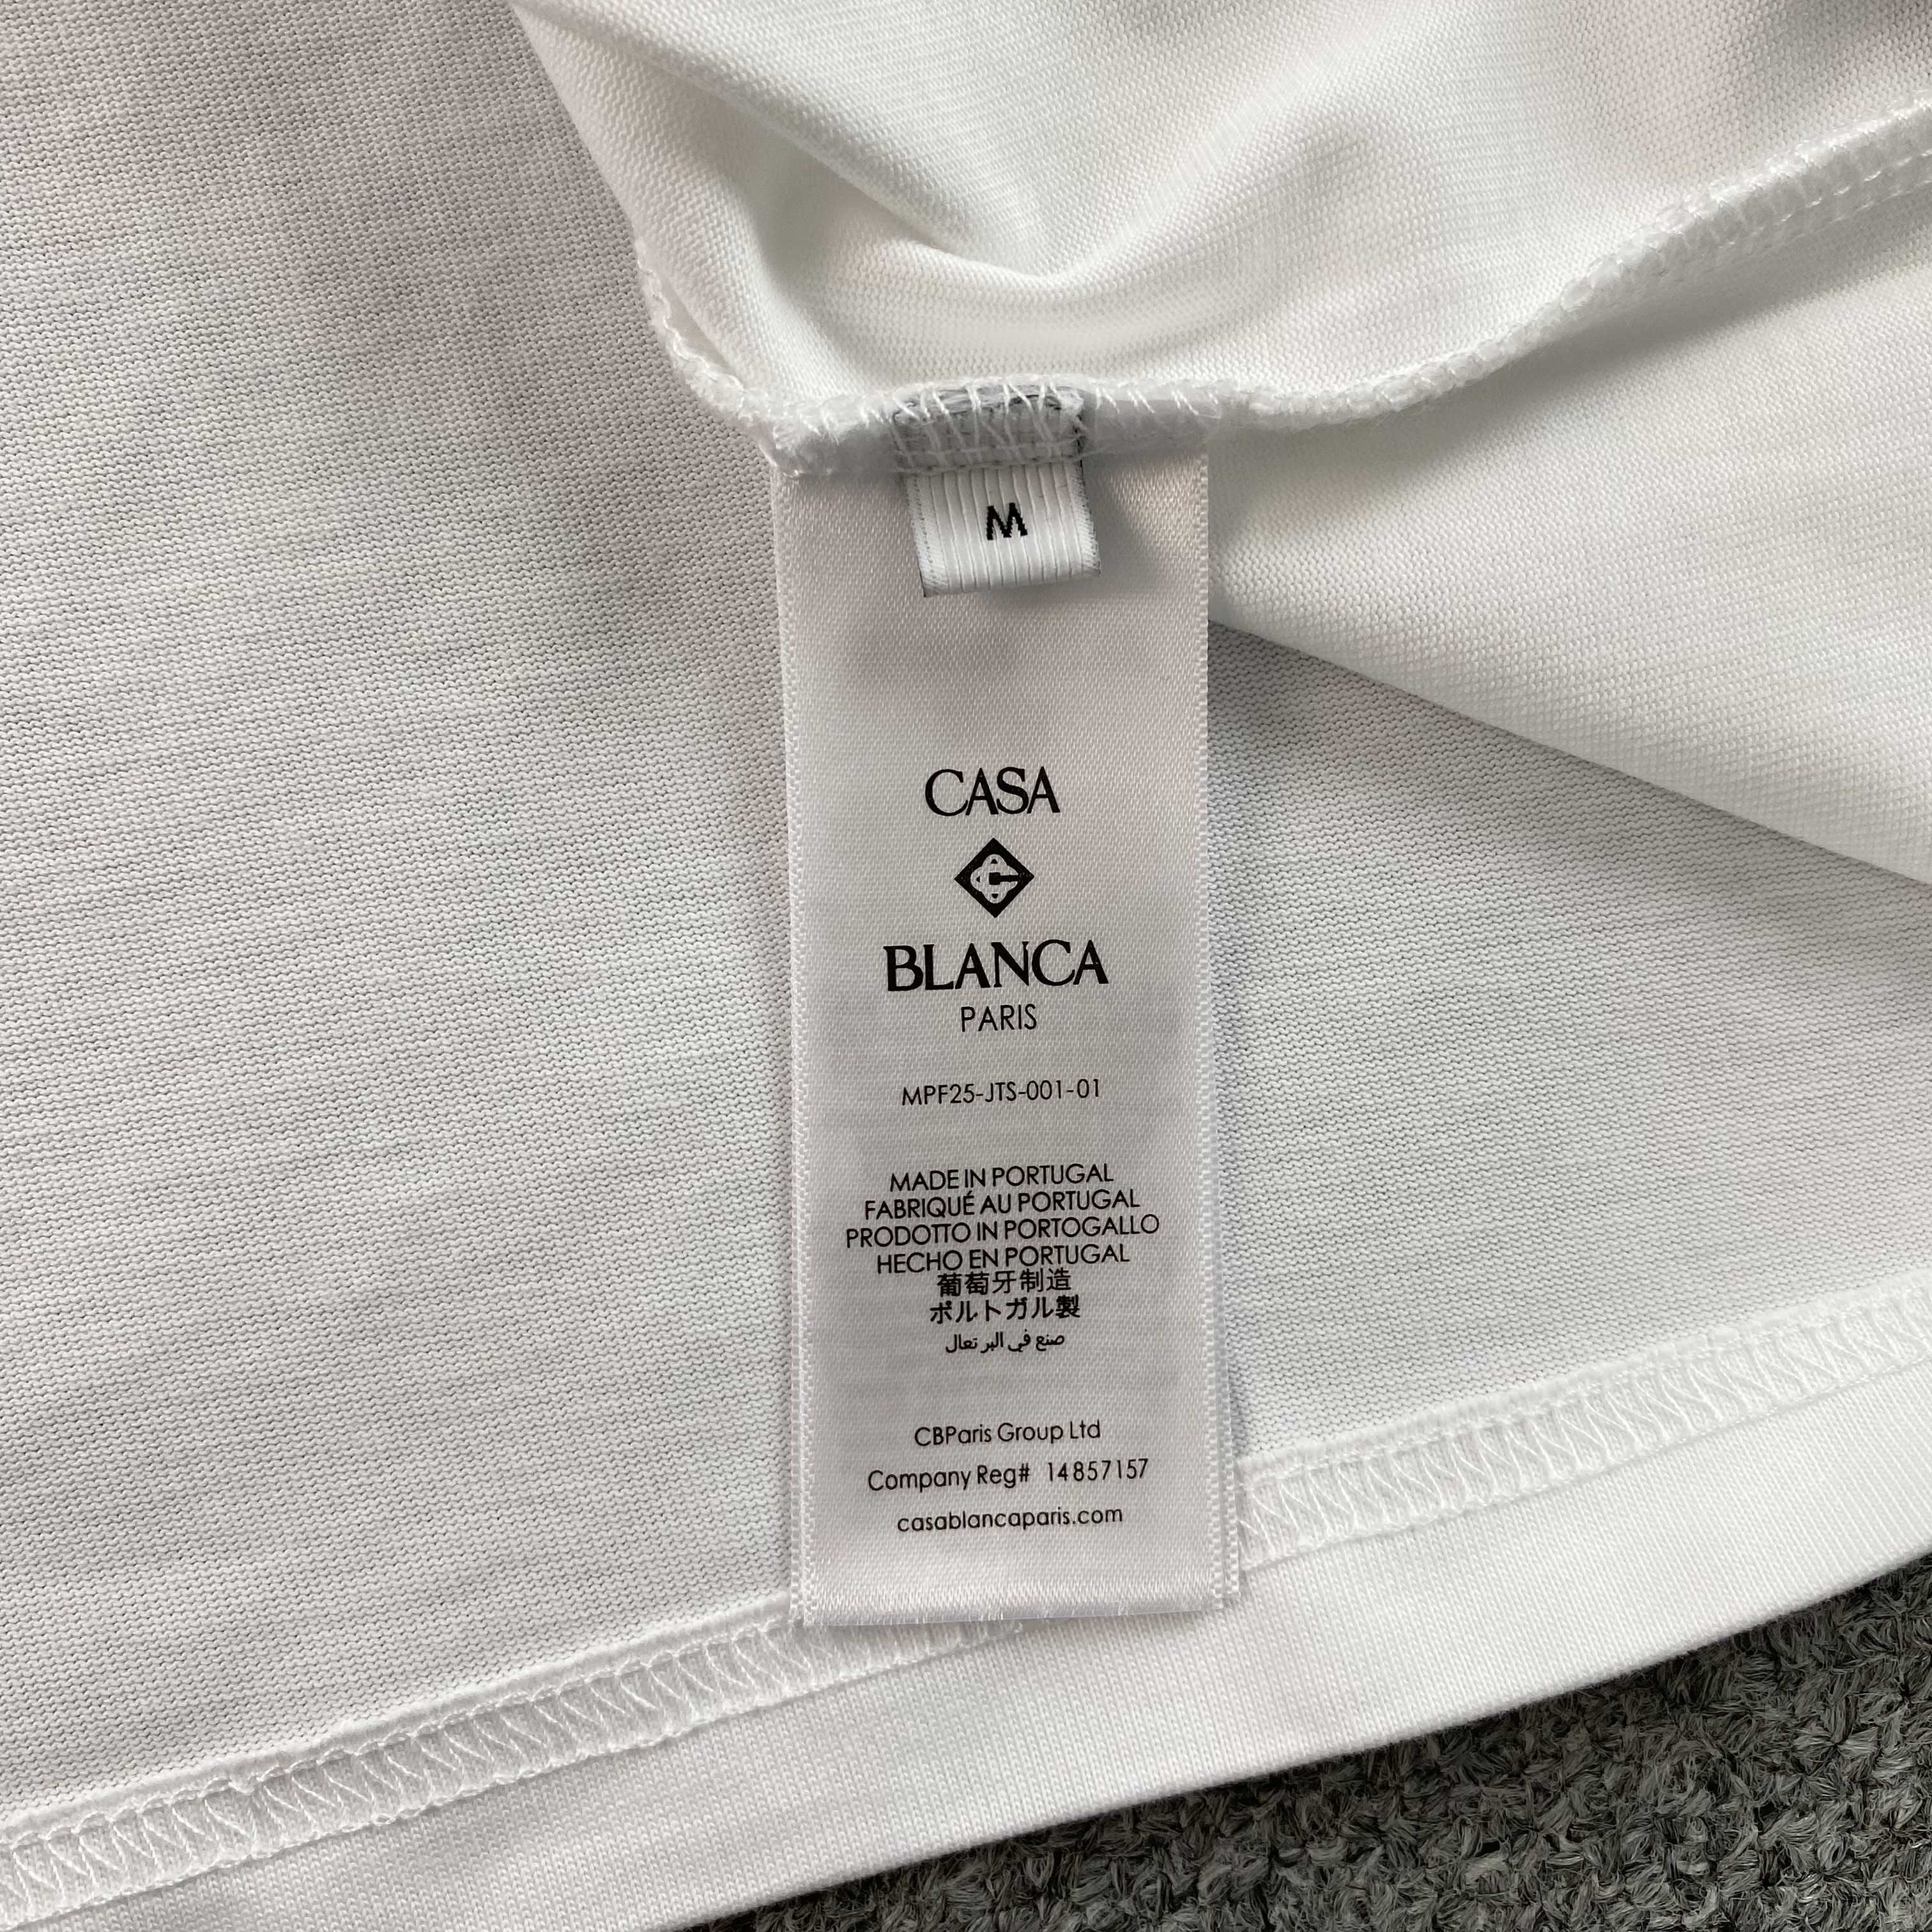 M
CASA
BLANCA
PARIS
MPF25-JTS-001-01
MADE IN PORTUGAL
FABRIQUÉ AU PORTUGAL
PRODOTTO IN PORTOGALLO
HECHO EN PORTUGAL
葡萄牙制造
ポルトガル製
صنع في البر تعال
CBParis Group Ltd
Company Reg# 14857157
casablancaparis.com